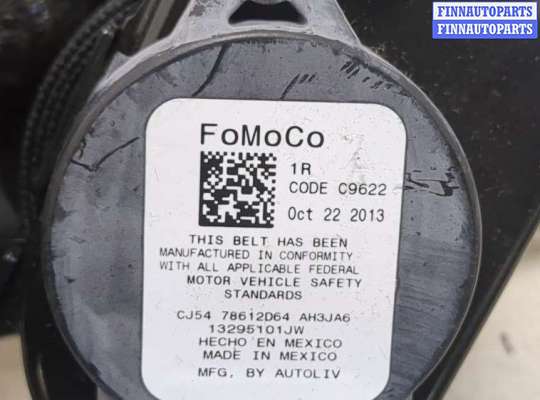 FINNAUTOPARTS
FINNAUTOPARTS
FoMoCo
1R
CODE C9622
Oct 22 2013
THIS BELT HAS BEEN
MANUFACTURED IN CONFORMITY
WITH ALL APPLICABLE FEDERAL
MOTOR VEHICLE SAFETY
STANDARDS
CJ54 78612D64 AH3JA6
13295101JW
HECHO EN MEXICO
MADE IN MEXICO
MFG. BY AUTOLIV